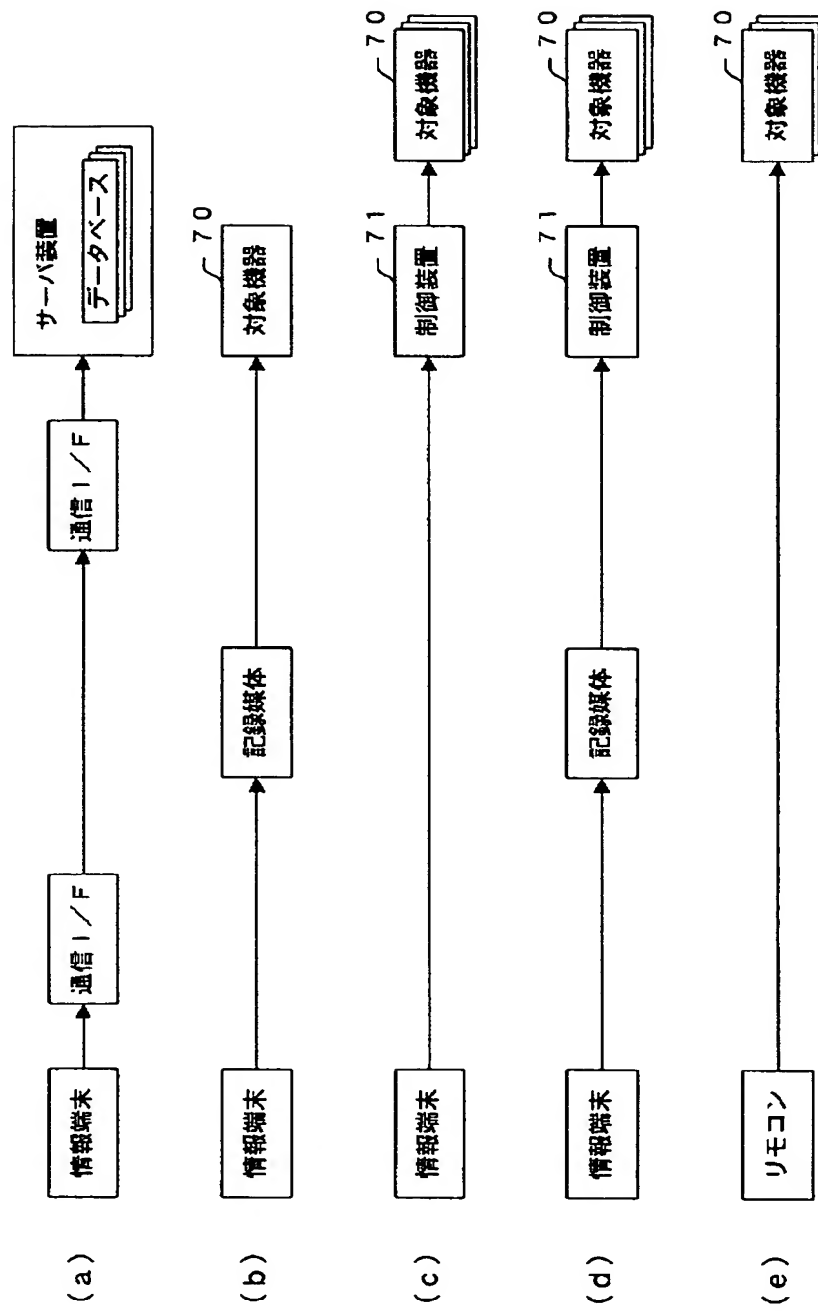 (a)
情報端末
通信I/F
通信I/F
サーバ装置
データベース
(b)
情報端末
記録媒体
対象機器
70
(c)
情報端末
制御装置
71
対象機器
70
(d)
情報端末
記録媒体
制御装置
71
対象機器
70
(e)
リモコン
対象機器
70